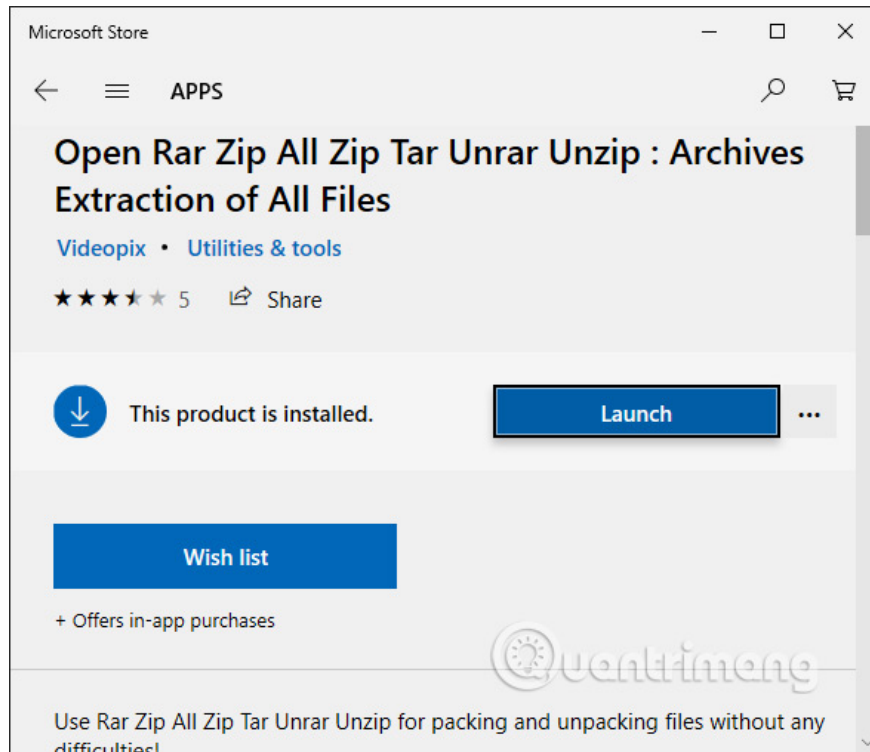 Microsoft Store
APPS
Open Rar Zip All Zip Tar Unrar Unzip : Archives
Extraction of All Files
Videopix • Utilities & tools
5 Share
This product is installed.
Launch
Wish list
+ Offers in-app purchases
Quantrimang
Use Rar Zip All Zip Tar Unrar Unzip for packing and unpacking files without any
difficulties!